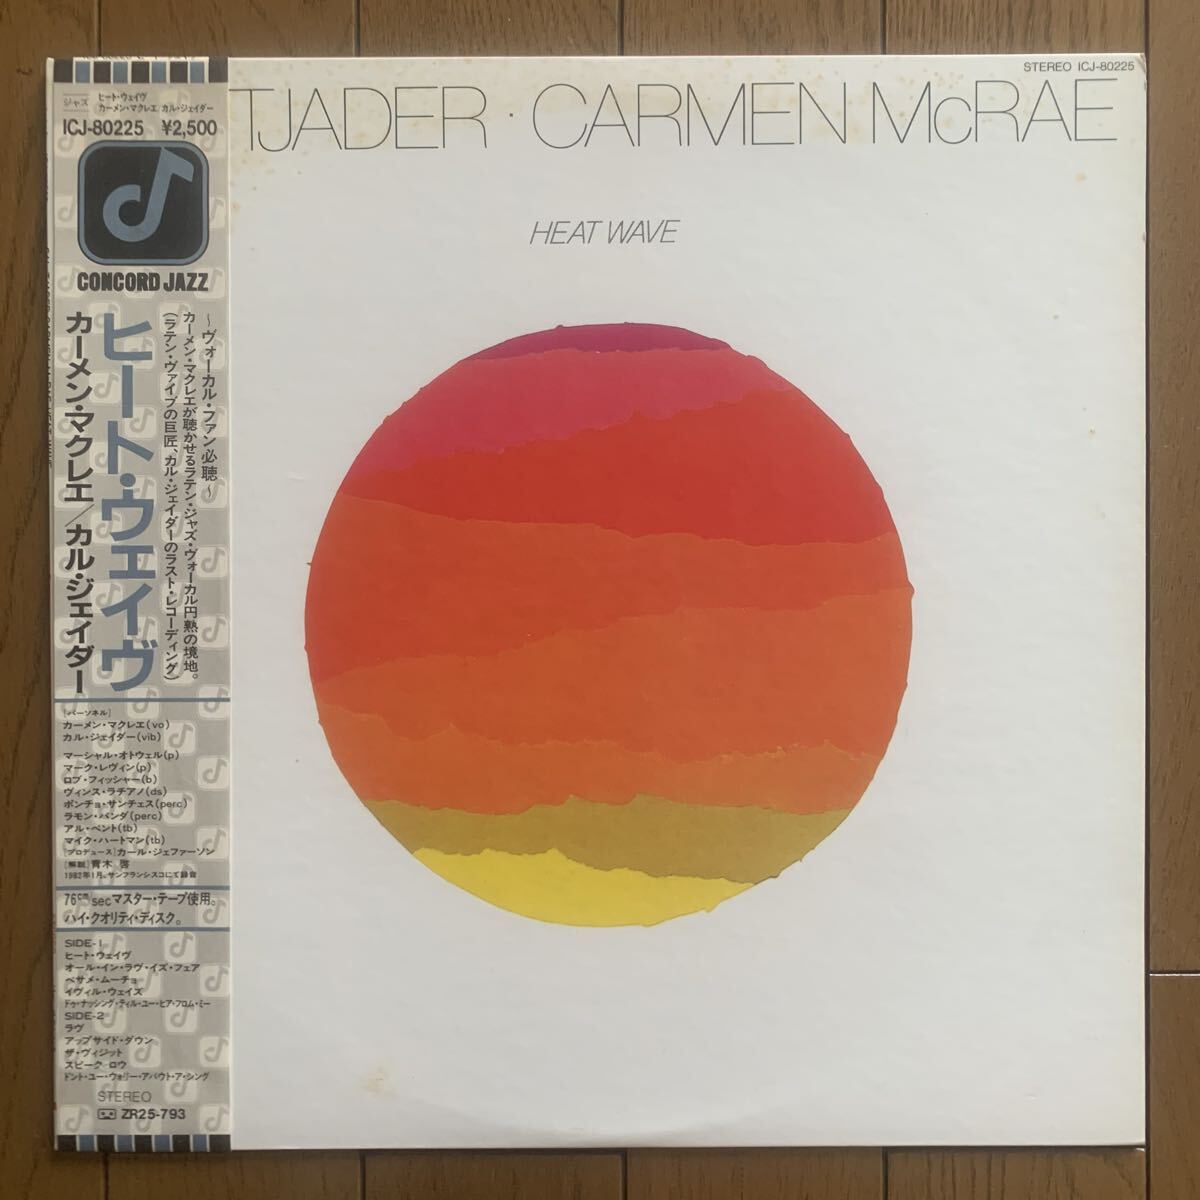 STEREO ICJ-80225
TJADER · CARMEN McRAE
HEAT WAVE
ジャズ
ヒート・ウェイヴ
カーメン・マクレエ/カル・ジェイダー
ICJ-80225 ¥2,500
CONCORD JAZZ
〜ヴォーカル・ファン必聴〜
カーメン・マクレエが聴かせるラテン・ジャズ・ヴォーカル円熟の境地。
(ラテン・ヴァイブの巨匠、カル・ジェイダーのラスト・レコーディング)
ヒート・ウェイヴ
カーメン・マクレエ/カル・ジェイダー
[パーソネル]
カーメン・マクレエ(vo)
カル・ジェイダー(vib)
マーシャル・オトウェル(p)
マーク・レヴィン(p)
ロブ・フィッシャー(b)
ヴィンス・ラテアノ(ds)
ポンチョ・サンチェス(perc)
ラモン・バンダ(perc)
アル・ベント(tb)
マイク・ハートマン(tb)
[プロデュース]カール・ジェファーソン
[解説]青木 啓
1982年1月、サンフランシスコにて録音
76cm/secマスター・テープ使用。
ハイ・クオリティ・ディスク。
SIDE-1
ヒート・ウェイヴ
オール・イン・ラヴ・イズ・フェア
ベサメ・ムーチョ
イヴィル・ウェイズ
ドゥ・ナッシング・ティル・ユー・ヒア・フロム・ミー
SIDE-2
ラヴ
アップサイド・ダウン
ザ・ヴィジット
スピーク・ロウ
ドント・ユー・ウォリー・アバウト・ア・シング
STEREO
ZR25-793